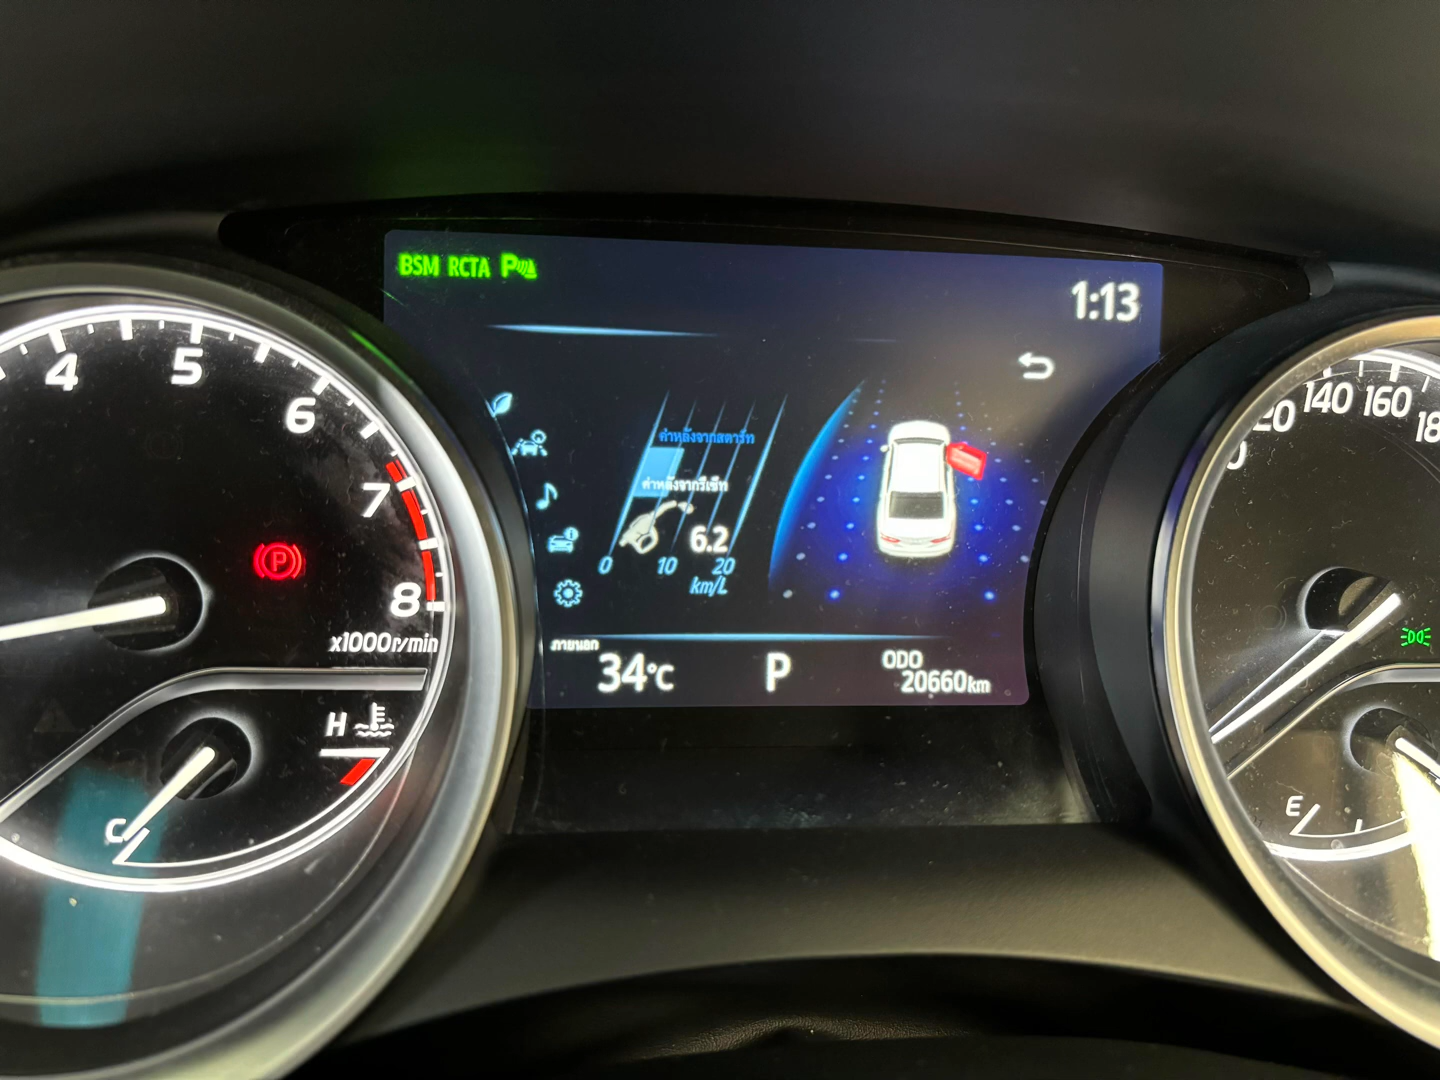 BSM RCTA P
1:13
4
5
6
7
8
x1000r/min
P
H
C
ค่าหลังจากสตาร์ท
ค่าหลังจากรีเซ็ท
6.2
0 10 20
km/L
ภายนอก
34°C
P
ODO
20660km
140
160
E